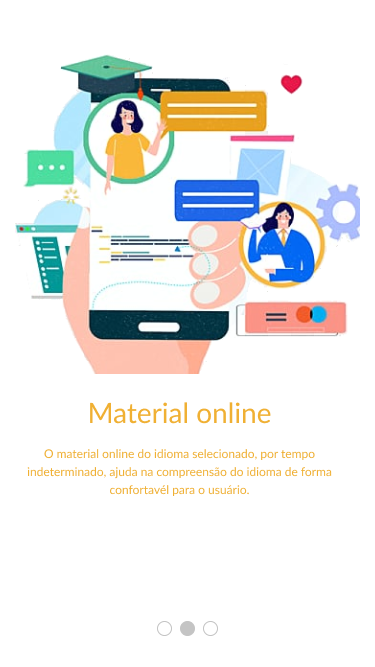 Material online
O material online do idioma selecionado, por tempo
indeterminado, ajuda na compreensão do idioma de forma
confortavél para o usuário.